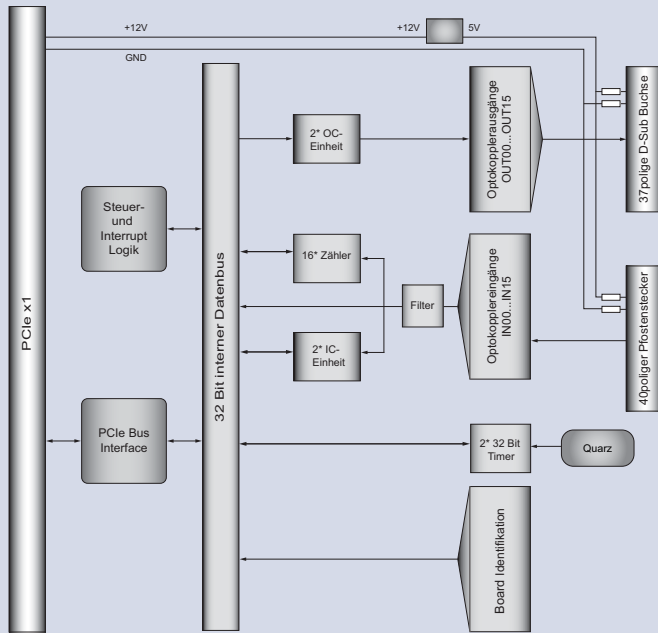 +12V
+12V
5V
GND
PCIe x1
32 Bit interner Datenbus
2* OC-
Einheit
Optokopplerausgänge
OUT00... OUT15
37polige D-Sub Buchse
Steuer-
und
Interrupt
Logik
16* Zähler
Filter
Optokopplereingänge
IN00... IN15
40poliger Pfostenstecker
2* IC-
Einheit
PCIe Bus
Interface
2* 32 Bit
Timer
Quarz
Board Identifikation